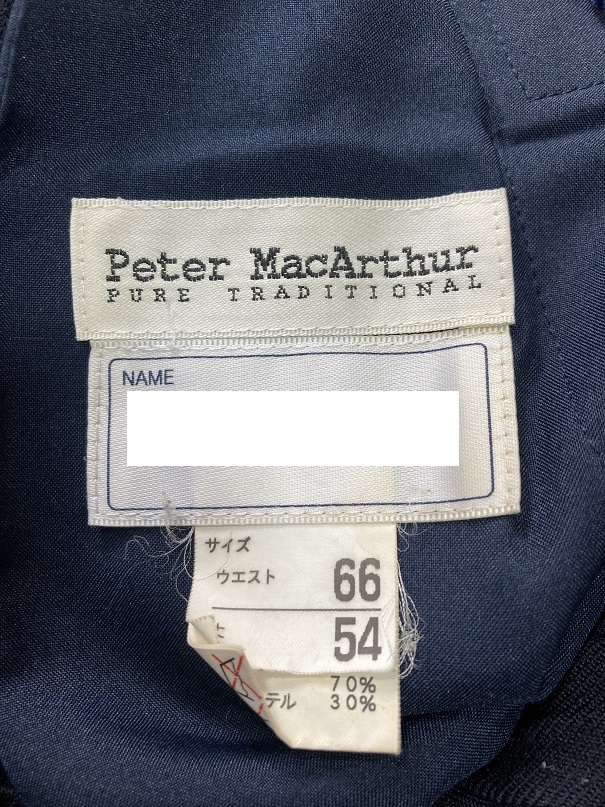 Peter MacArthur
PURE TRADITIONAL
NAME
サイズ
ウエスト 66
54
70%
テル 30%